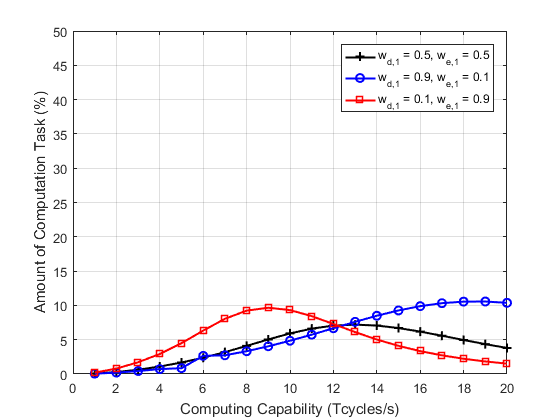 50
45
40
35
30
25
20
15
10
5
0
0 2 4 6 8 10 12 14 16 18 20
Amount of Computation Task (%)
Computing Capability (Tcycles/s)
w_d,1 = 0.5, w_e,1 = 0.5
w_d,1 = 0.9, w_e,1 = 0.1
w_d,1 = 0.1, w_e,1 = 0.9